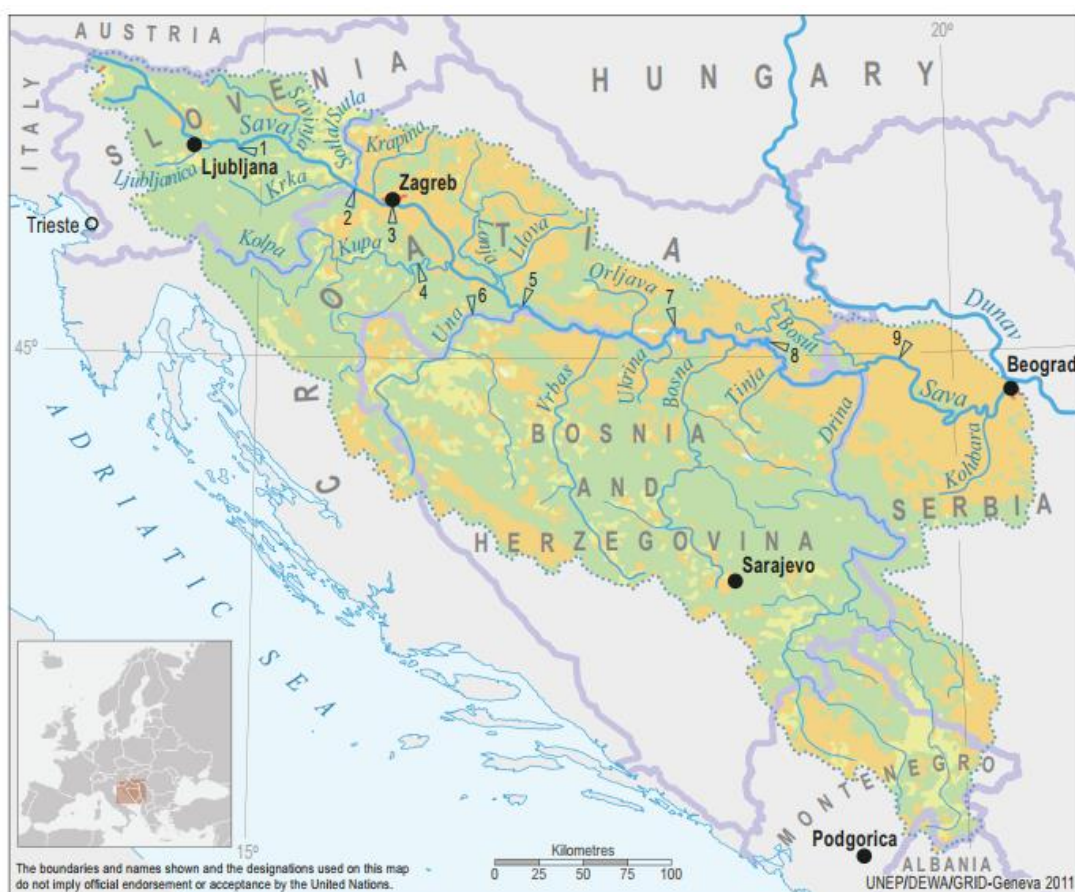 AUSTRIA
20°
HUNGARY
ITALY
SLOVENIA
Savinja
Sotla/Sutla
Sava
Krapina
1
Ljubljana
Ljubljanica
Krka
Zagreb
2
3
Trieste
Kolpa
Kupa
Lonja
Llova
CROATIA
4
6
5
Orljava
7
Una
Dunav
45°
Bosut
9
8
Beograd
Vrbas
Ukrina
Bosna
Tinja
Drina
Sava
Kohubara
BOSNIA
AND
HERZEGOVINA
SERBIA
ADRIATIC SEA
Sarajevo
MONTENEGRO
Podgorica
ALBANIA
15°
Kilometres
0 25 50 75 100
The boundaries and names shown and the designations used on this map
do not imply official endorsement or acceptance by the United Nations.
UNEP/DEWA/GRID-Geneva 2011